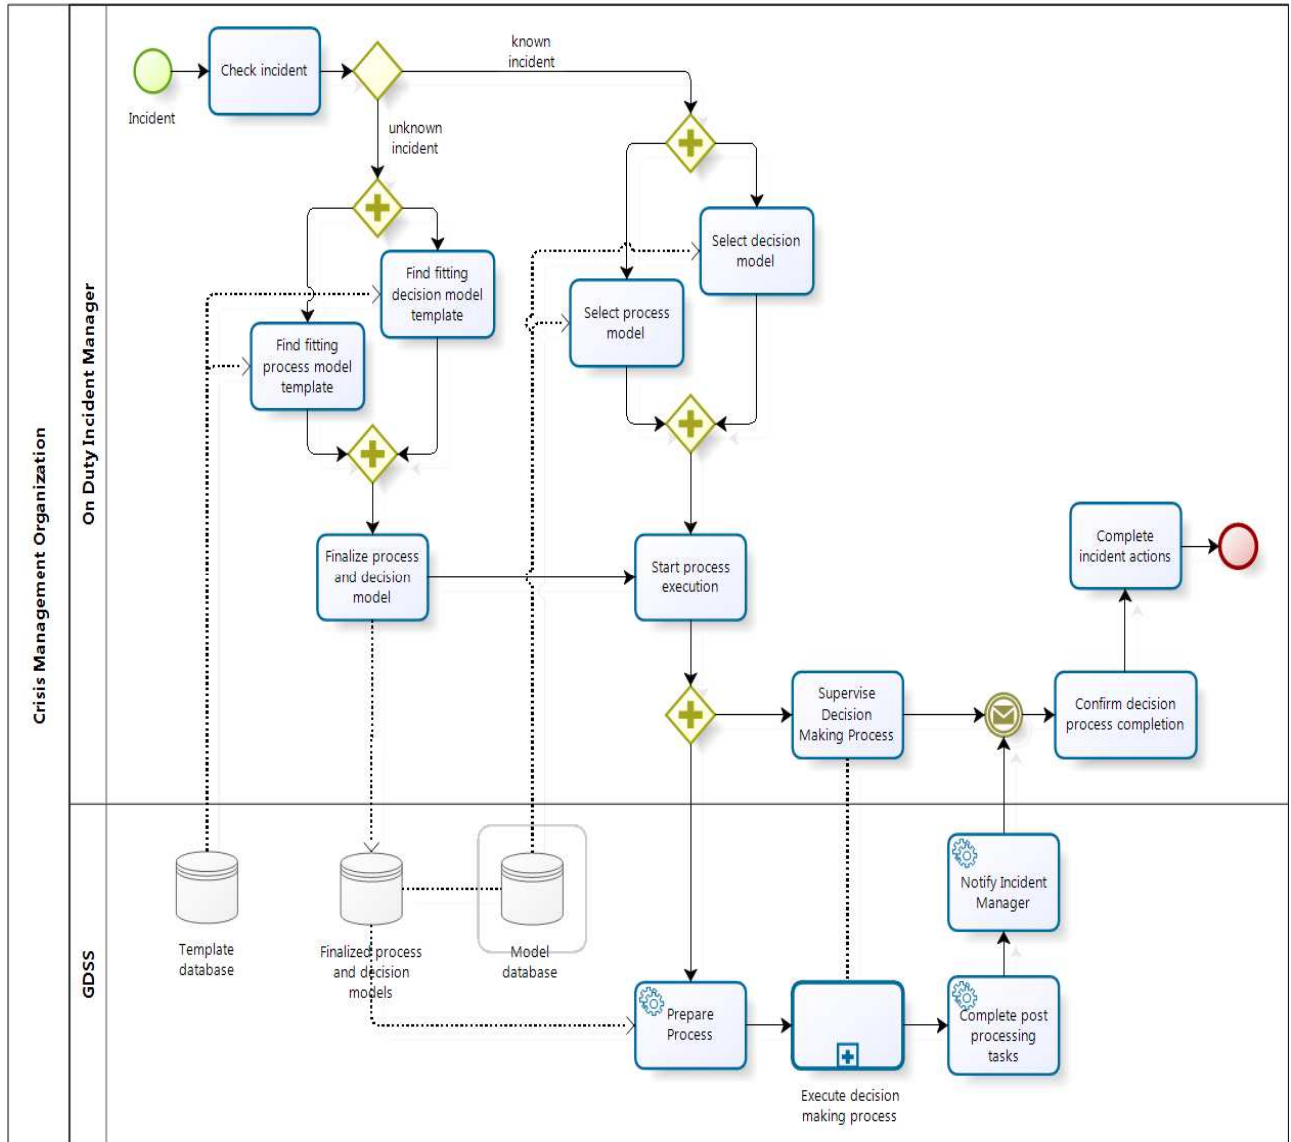 Crisis Management Organization
On Duty Incident Manager
GDSS
Incident
Check incident
known
incident
unknown
incident
Find fitting
decision model
template
Find fitting
process model
template
Select decision
model
Select process
model
Finalize process
and decision
model
Start process
execution
Complete
incident actions
Supervise
Decision
Making Process
Confirm decision
process completion
Template
database
Finalized process
and decision
models
Model
database
Notify Incident
Manager
Prepare
Process
Execute decision
making process
Complete post
processing
tasks